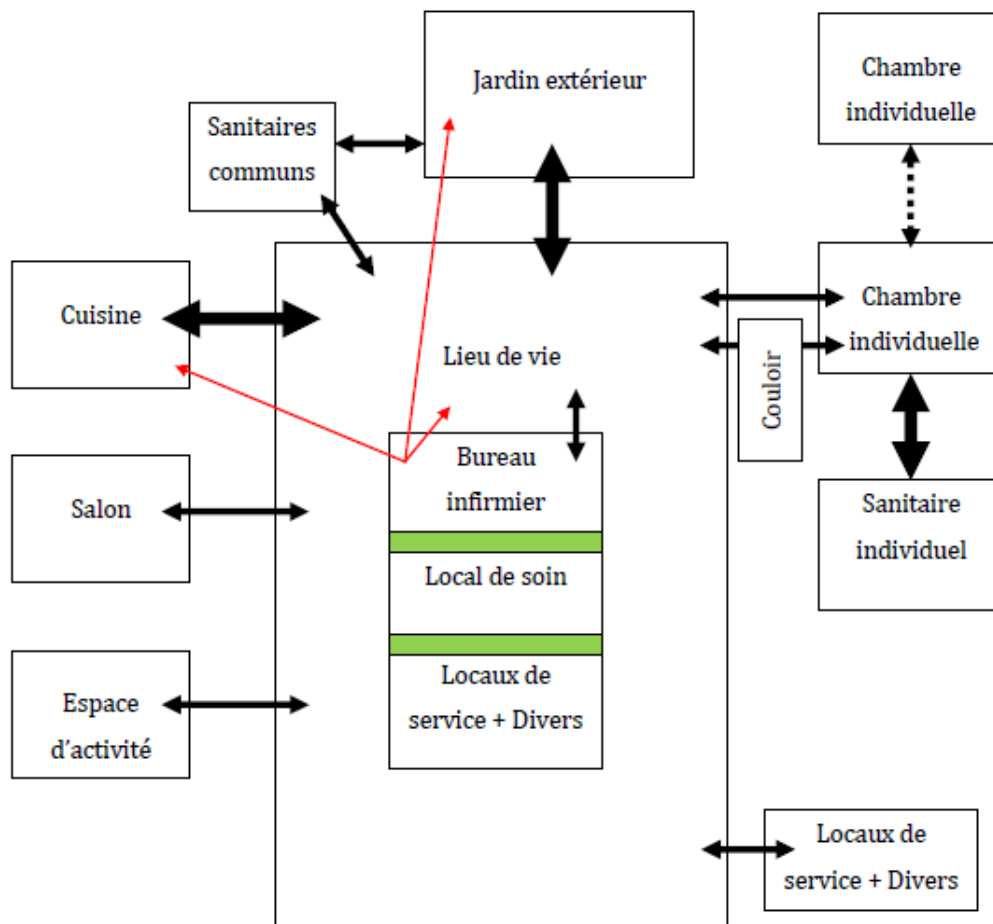 Jardin extérieur
Chambre
individuelle
Sanitaires
communs
Cuisine
Lieu de vie
Chambre
individuelle
Couloir
Salon
Bureau
infirmier
Sanitaire
individuel
Local de soin
Espace
d’activité
Locaux de
service + Divers
Locaux de
service + Divers